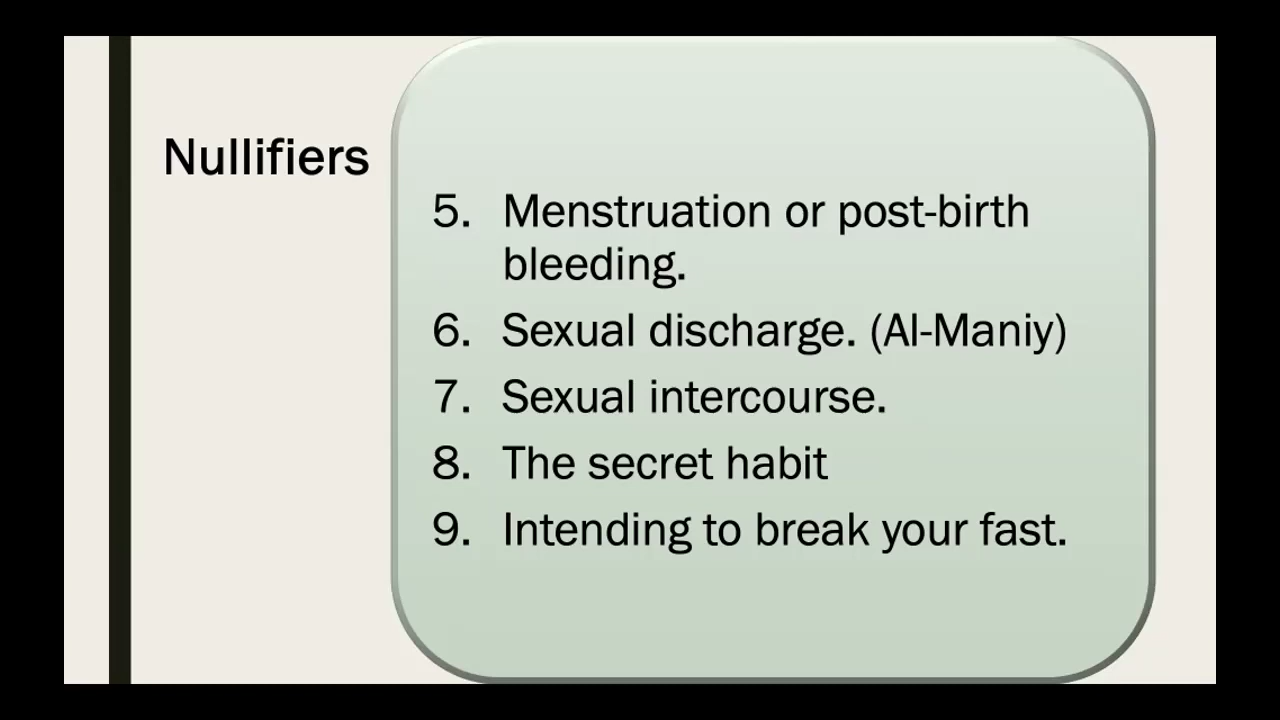 Nullifiers
5. Menstruation or post-birth
bleeding.
6. Sexual discharge. (Al-Maniy)
7. Sexual intercourse.
8. The secret habit
9. Intending to break your fast.